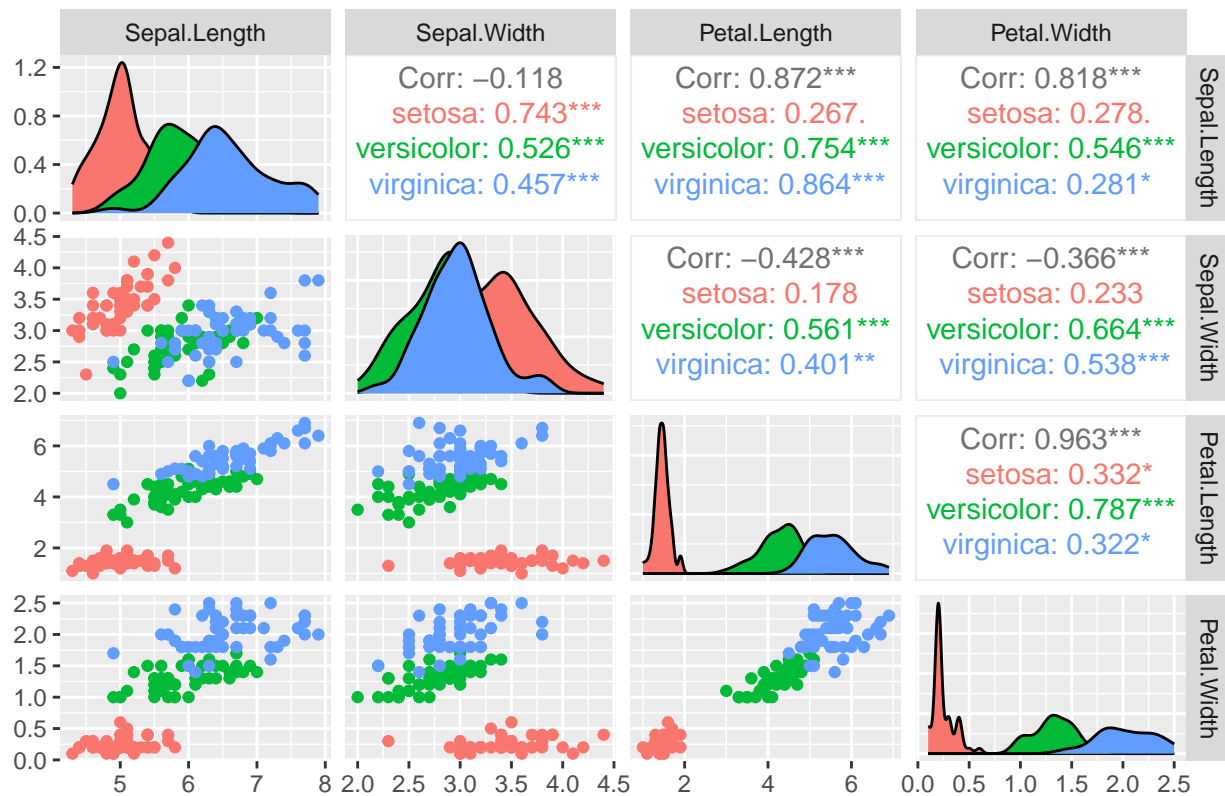 Sepal.Length
Sepal.Width
Petal.Length
Petal.Width
1.2
0.8
0.4
0.0
Corr: −0.118
setosa: 0.743***
versicolor: 0.526***
virginica: 0.457***
Corr: 0.872***
setosa: 0.267.
versicolor: 0.754***
virginica: 0.864***
Corr: 0.818***
setosa: 0.278.
versicolor: 0.546***
virginica: 0.281*
Sepal.Length
4.5
4.0
3.5
3.0
2.5
2.0
Corr: −0.428***
setosa: 0.178
versicolor: 0.561***
virginica: 0.401**
Corr: −0.366***
setosa: 0.233
versicolor: 0.664***
virginica: 0.538***
Sepal.Width
6
4
2
Corr: 0.963***
setosa: 0.332*
versicolor: 0.787***
virginica: 0.322*
Petal.Length
2.5
2.0
1.5
1.0
0.5
0.0
Petal.Width
5 6 7 8
2.0 2.5 3.0 3.5 4.0 4.5
2 4 6
0.0 0.5 1.0 1.5 2.0 2.5